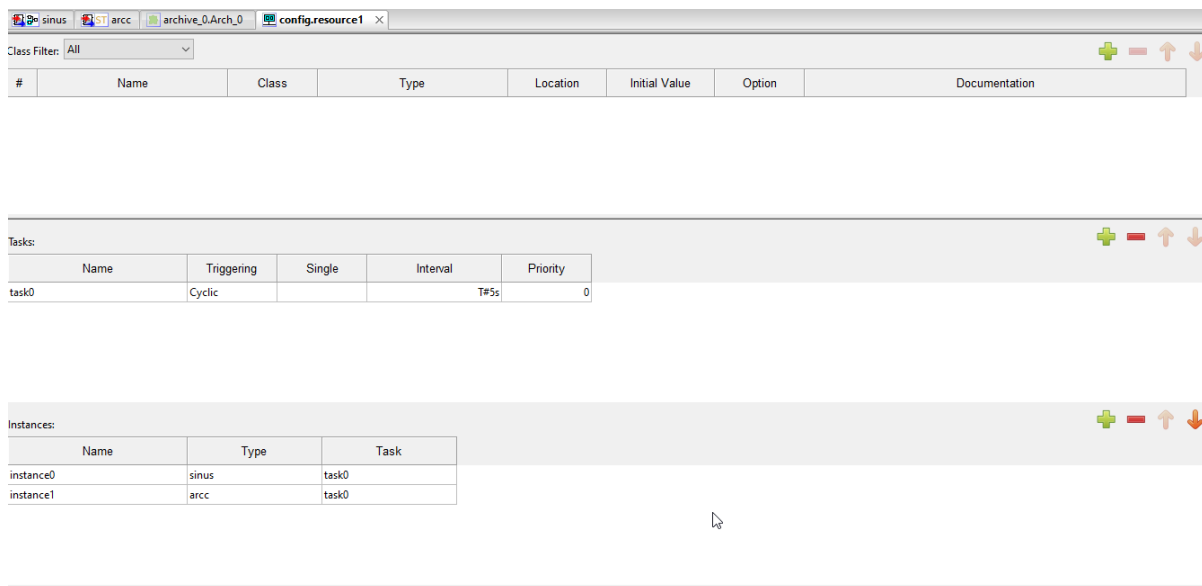 sinus ST arcc archive_0.Arch_0 config.resource1
Class Filter: All
# Name Class Type Location Initial Value Option Documentation
Tasks:
Name Triggering Single Interval Priority
task0 Cyclic T#5s 0
Instances:
Name Type Task
instance0 sinus task0
instance1 arcc task0